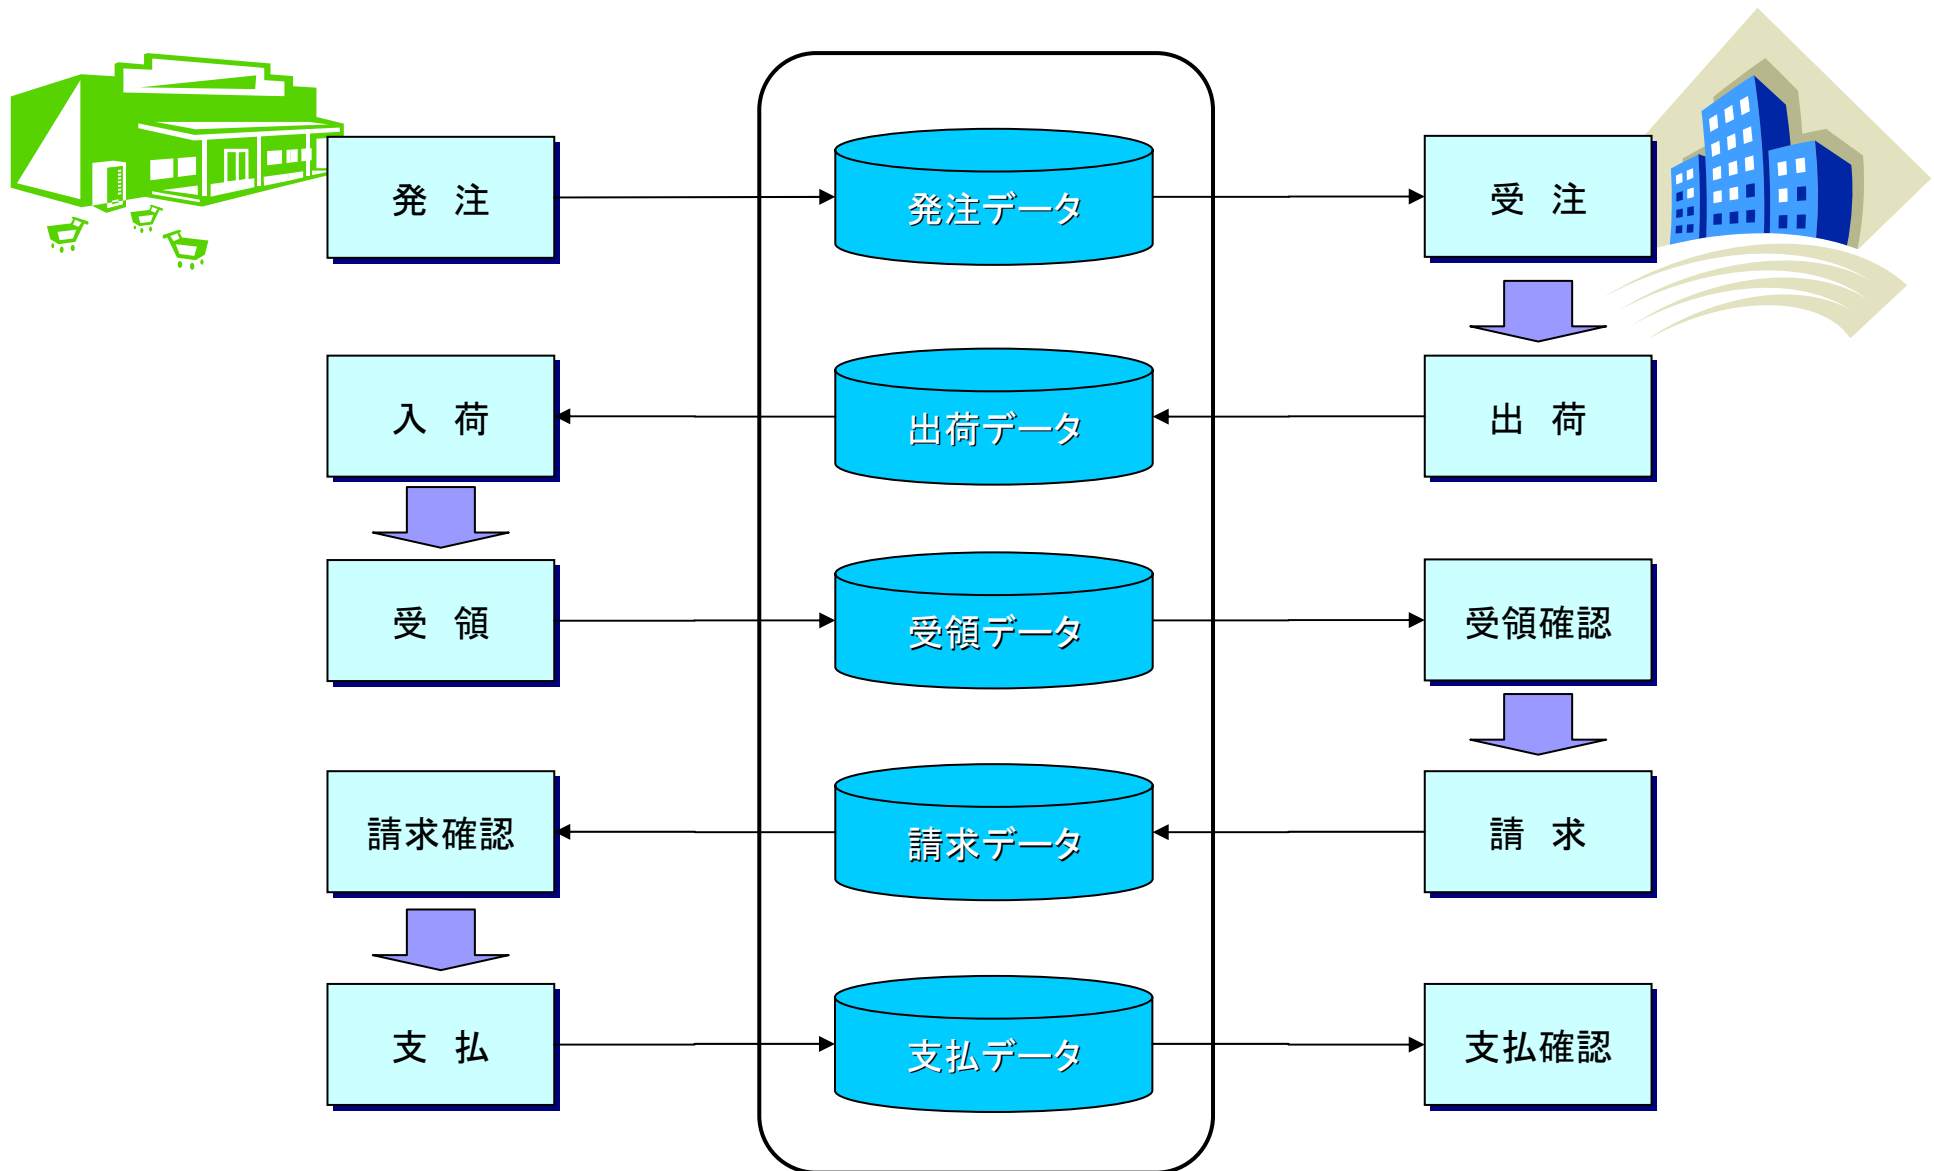 発 注
発注データ
受 注
入 荷
出荷データ
出 荷
受 領
受領データ
受領確認
請求確認
請求データ
請 求
支 払
支払データ
支払確認